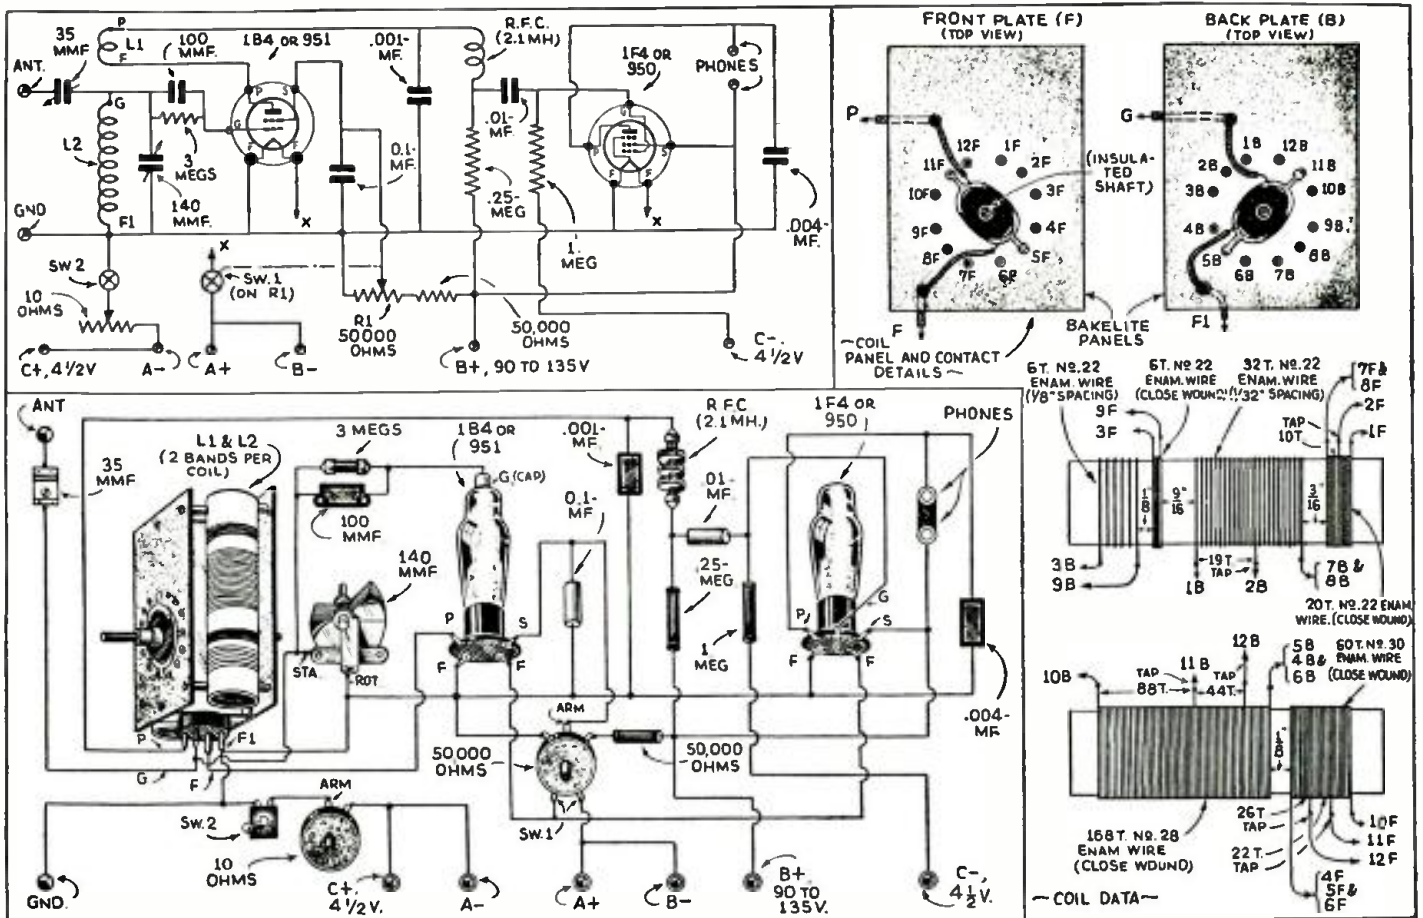 P
L1
F
35
MMF
ANT.
100
MMF.
1B4 OR 951
.001-
MF.
R.F.C.
(2.1 MH)
1F4 OR
950
PHONES
G
L2
F1
P
S
G
F
F
3
MEGS
140
MMF.
X
0.1-
MF.
.01-
MF.
.25-
MEG
1.
MEG
G
P
S
F
F
X
.004-
MF.
GND
SW.2
10
OHMS
X
SW.1
(ON R1)
R1
50000
OHMS
50,000
OHMS
C+, 4 1/2V
A-
A+
B-
B+, 90 TO 135V
C-,
4 1/2V
FRONT PLATE (F)
(TOP VIEW)
BACK PLATE (B)
(TOP VIEW)
P
12F
1F
11F
2F
10F
3F
9F
4F
8F
5F
7F
6F
F
(INSULA-
TED
SHAFT)
G
1B
12B
2B
11B
3B
10B
4B
9B
5B
8B
6B
7B
F1
BAKELITE
PANELS
~COIL
PANEL AND CONTACT
DETAILS~
ANT
35
MMF
L1 & L2
(2 BANDS PER
COIL)
3 MEGS
100
MMF
1B4 OR
951
G (CAP)
140
MMF
0.1-
MF.
.001-
MF.
R F C
(2.1 MH.)
.01
MF.
.25-
MEG
1
MEG
1F4 OR
950
PHONES
P
S
F
F
STA.
ROT
P
G
F
F1
P
G
S
F
F
.004-
MF.
ARM
50,000
OHMS
50,000
OHMS
SW.2
ARM
10
OHMS
SW.1
GND.
C+,
4 1/2V.
A-
A+
B-
B+
90 TO
135V.
C-,
4 1/2 V.
6T. No. 22
ENAM. WIRE
(1/8" SPACING)
6T. No. 22
ENAM. WIRE
(CLOSE WOUND)
32T. No. 22
ENAM. WIRE
(1/32" SPACING)
7F &
8F
2F
TAP
10T.
1F
9F
3F
1/8"
9/16"
3/16
3B
9B
19T
TAP
1B
2B
7B &
8B
20T. No. 22 ENAM.
WIRE. (CLOSE WOUND)
10B
TAP
88T.
11B
TAP
44T.
12B
5B
4B &
6B
60T. No. 30
ENAM. WIRE
(CLOSE WOUND)
168T. No. 28
ENAM WIRE
(CLOSE WOUND)
26T
TAP
22T.
TAP
10F
11F
12F
4F
5F &
6F
~COIL DATA~